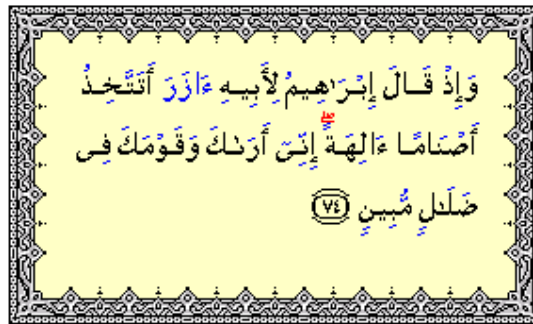 وَإِذْ قَالَ إِبْرَٰهِيمُ لِأَبِيهِ ءَازَرَ أَتَتَّخِذُ
أَصْنَامًا ءَالِهَةً ۖ إِنِّىٓ أَرَىٰكَ وَقَوْمَكَ فِى
ضَلَٰلٍ مُّبِينٍ ٧٤